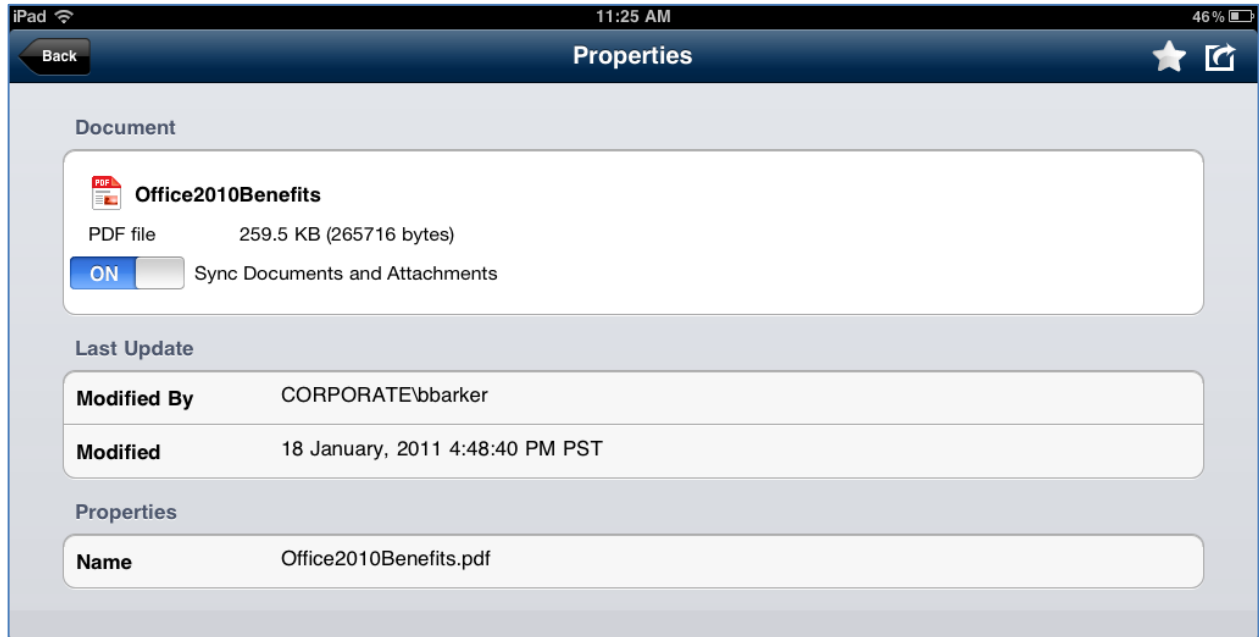 iPad 11:25 AM 46%
Back Properties
Document
PDF
Office2010Benefits
PDF file 259.5 KB (265716 bytes)
ON Sync Documents and Attachments
Last Update
Modified By CORPORATE\bbarker
Modified 18 January, 2011 4:48:40 PM PST
Properties
Name Office2010Benefits.pdf